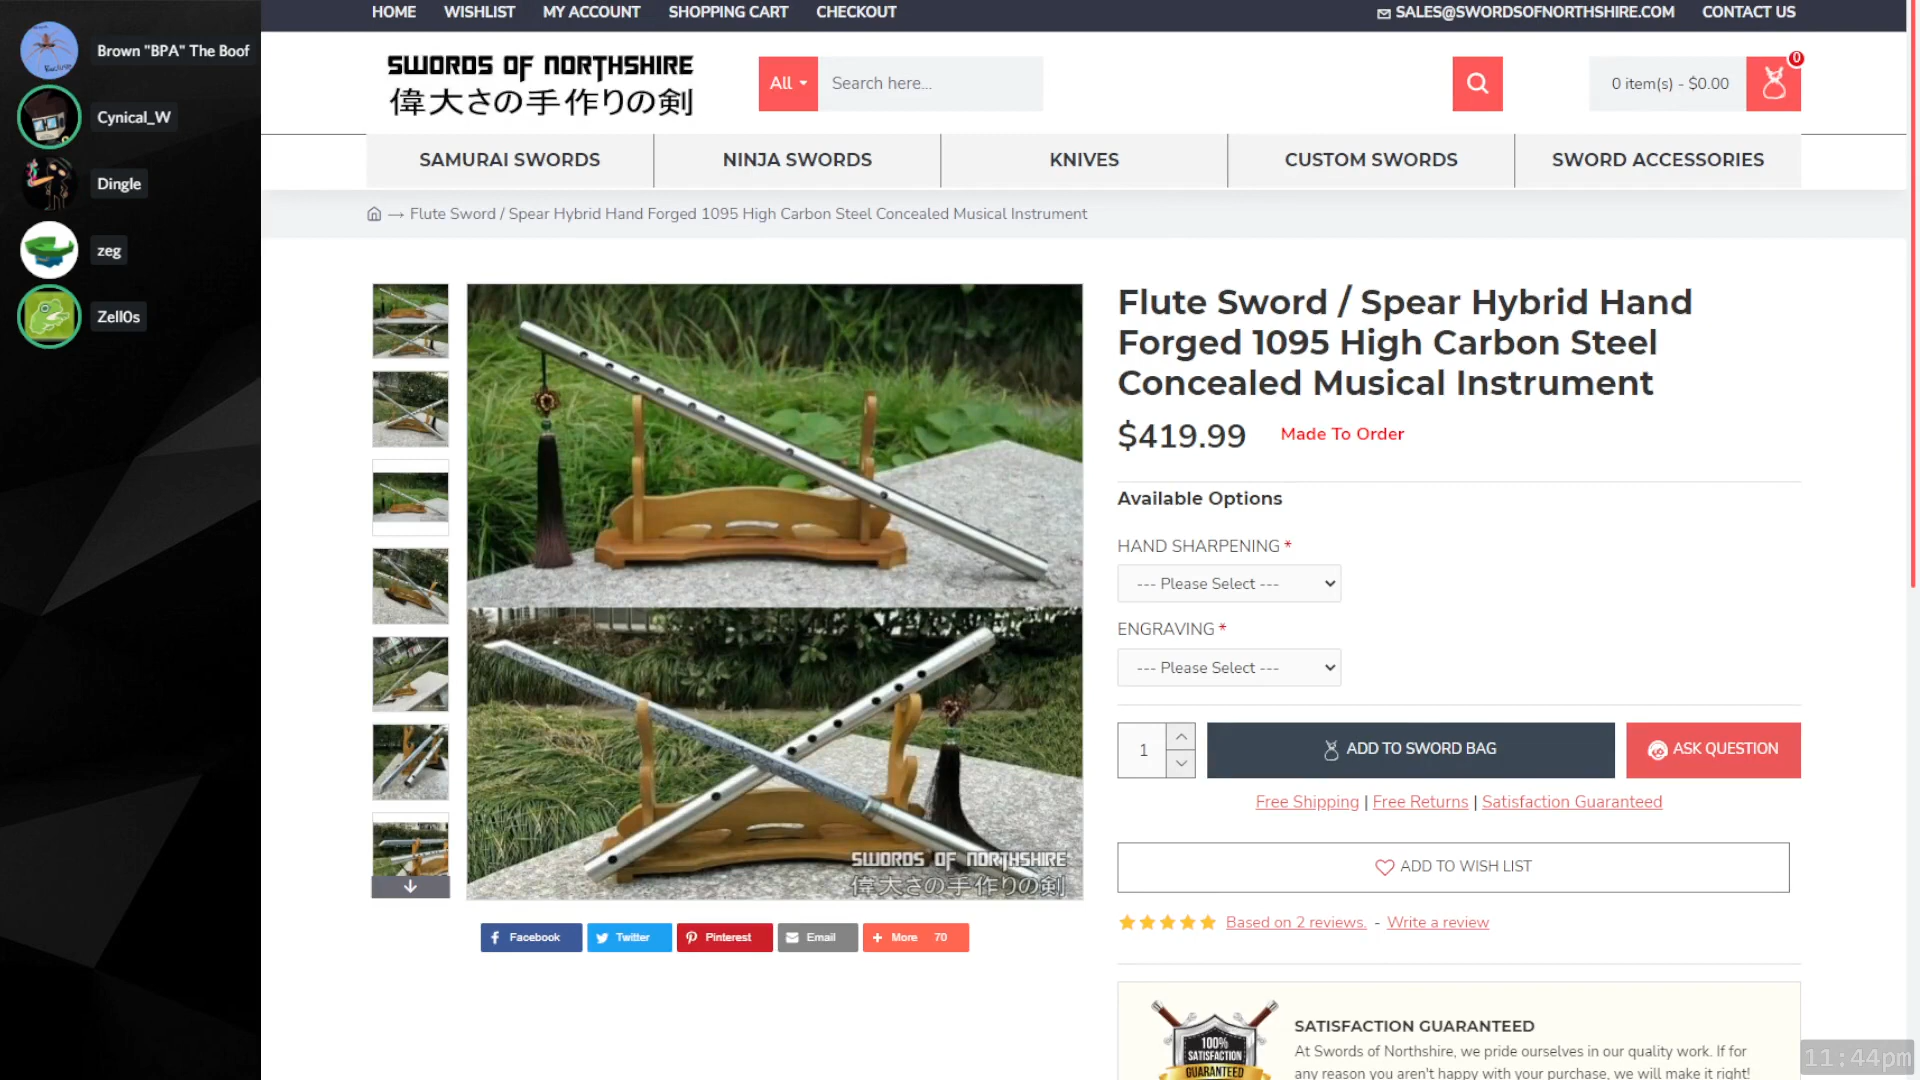 Brown "BPA" The Boof
Cynical_W
Dingle
zeg
Zell0s
HOME WISHLIST MY ACCOUNT SHOPPING CART CHECKOUT
SALES@SWORDSOFNORTHSHIRE.COM CONTACT US
SWORDS OF NORTHSHIRE
偉大さの手作りの剣
All
Search here...
0 item(s) - $0.00
0
SAMURAI SWORDS NINJA SWORDS KNIVES CUSTOM SWORDS SWORD ACCESSORIES
Flute Sword / Spear Hybrid Hand Forged 1095 High Carbon Steel Concealed Musical Instrument
SWORDS OF NORTHSHIRE
偉大さの手作りの剣
Facebook Twitter Pinterest Email More 70
Flute Sword / Spear Hybrid Hand
Forged 1095 High Carbon Steel
Concealed Musical Instrument
$419.99 Made To Order
Available Options
HAND SHARPENING *
--- Please Select ---
ENGRAVING *
--- Please Select ---
1
ADD TO SWORD BAG
ASK QUESTION
Free Shipping | Free Returns | Satisfaction Guaranteed
ADD TO WISH LIST
Based on 2 reviews. - Write a review
100%
SATISFACTION
GUARANTEED
SATISFACTION GUARANTEED
At Swords of Northshire, we pride ourselves in our quality work. If for
any reason you aren't happy with your purchase, we will make it right!
11:44pm